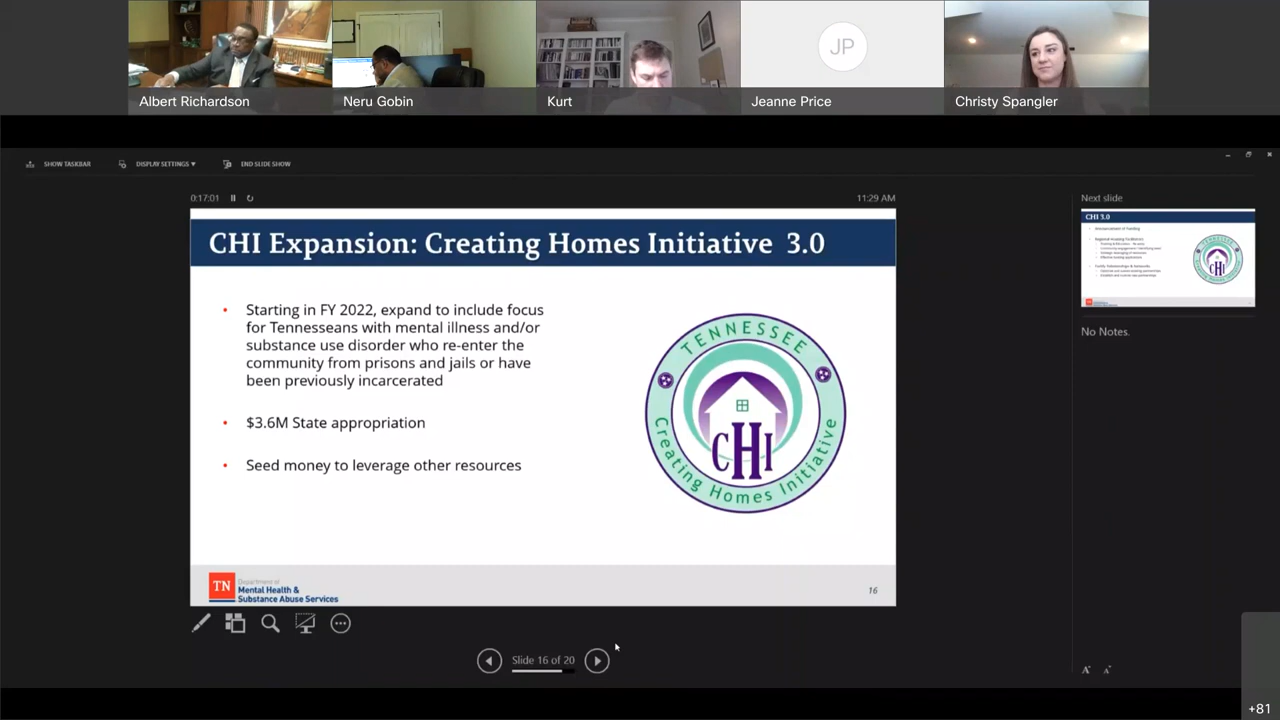 JP
Albert Richardson
Neru Gobin
Kurt
Jeanne Price
Christy Spangler
SHOW TASKBAR
DISPLAY SETTINGS ▼
END SLIDE SHOW
0:17:01
11:29 AM
CHI Expansion-Creating Homes Initiative 3.0
• Starting in FY 2022, expand to include focus
for Tennesseans with mental illness and/or
substance use disorder who re-enter the
community from prisons and jails or have
been previously incarcerated
• $3.6M State appropriation
• Seed money to leverage other resources
TENNESSEE
CHI
Creating Homes Initiative
TN
Department of
Mental Health &
Substance Abuse Services
16
Slide 16 of 20
Next slide
CHI 3.0
Announcement of Funding
TENNESSEE
CHI
No Notes.
A
A
+81